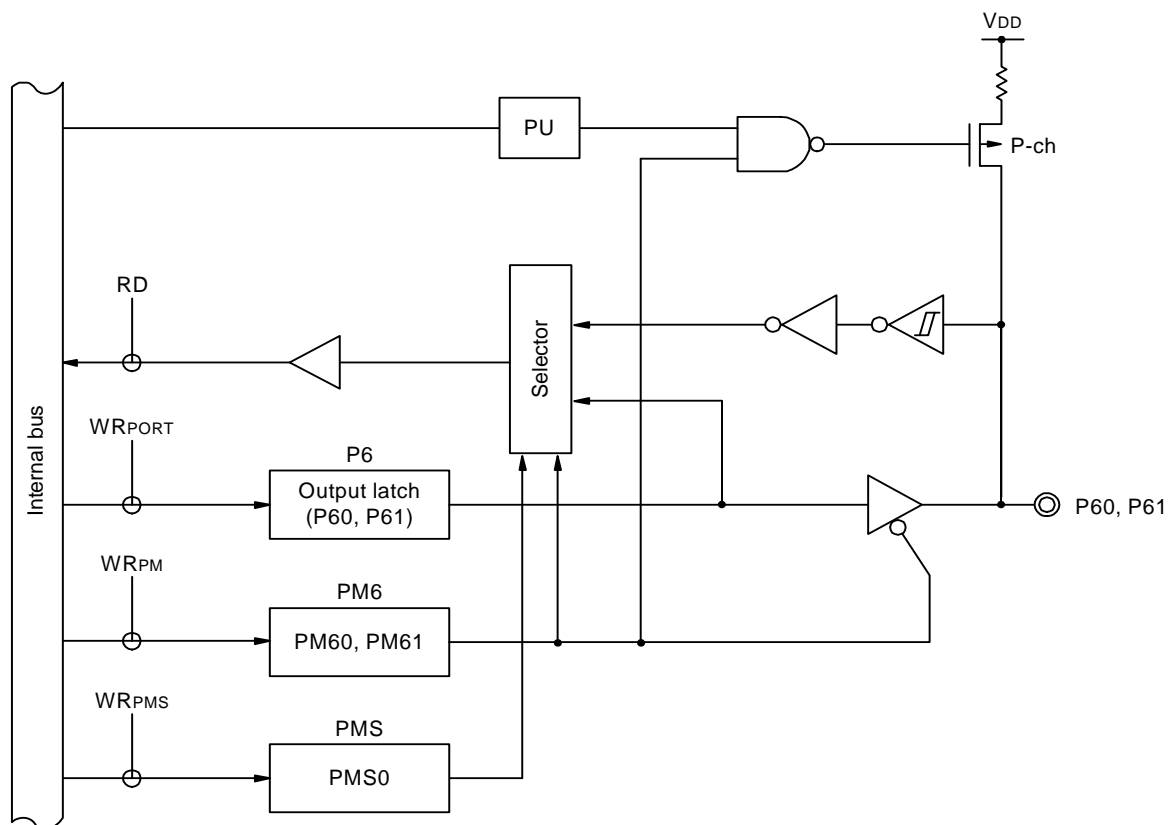 VDD
PU
P-ch
RD
Selector
Internal bus
WRPORT
P6
Output latch
(P60, P61)
P60, P61
WRPM
PM6
PM60, PM61
WRPMS
PMS
PMS0